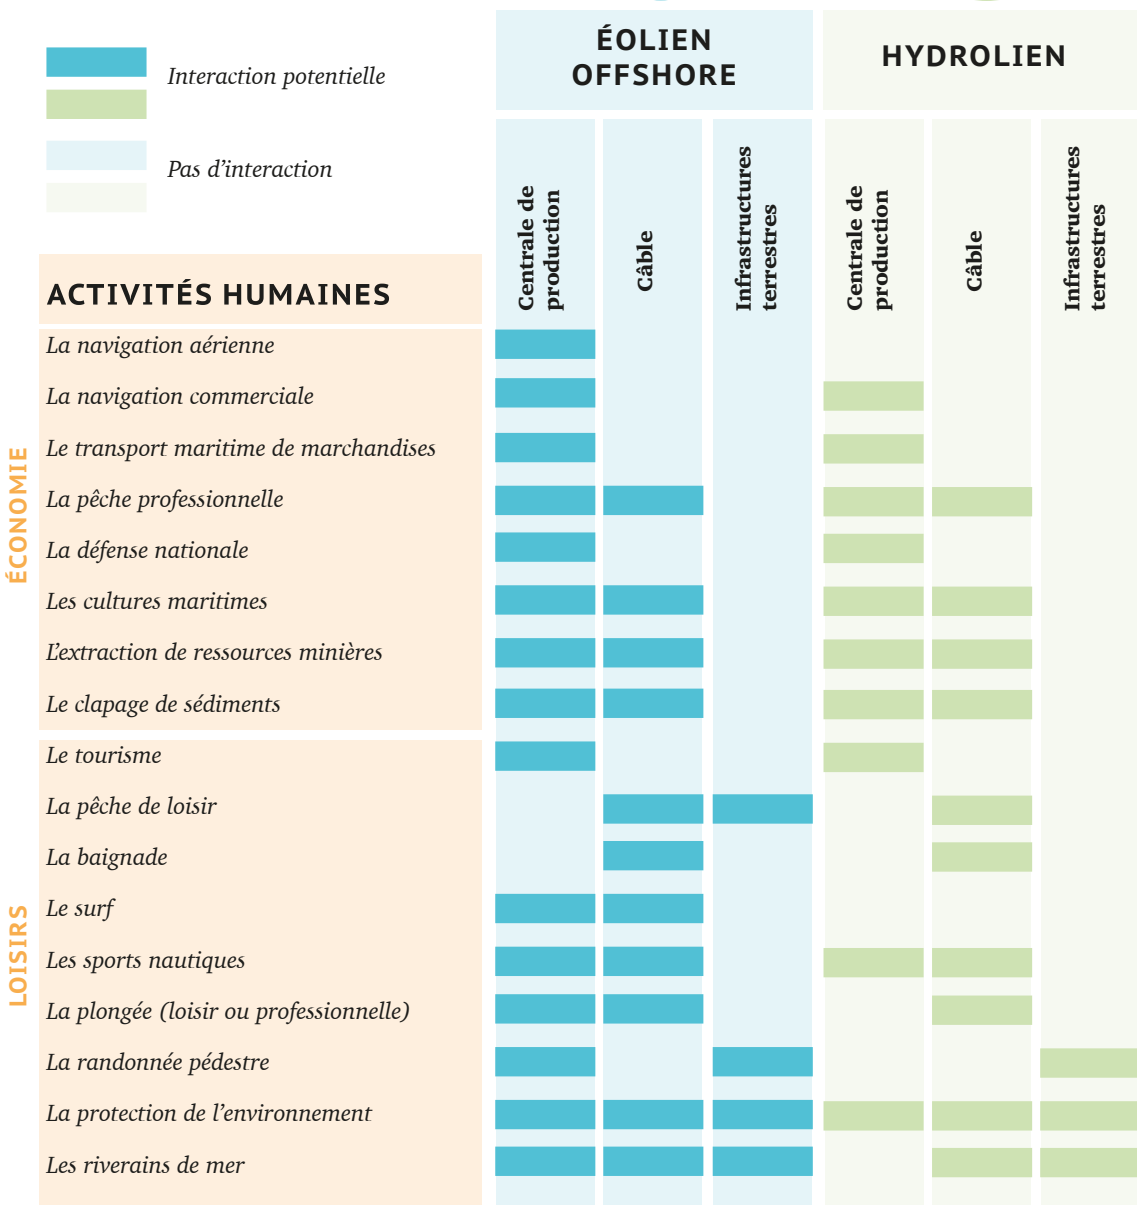 Interaction potentielle
Pas d'interaction
ÉOLIEN
OFFSHORE
HYDROLIEN
Centrale de
production
Câble
Infrastructures
terrestres
Centrale de
production
Câble
Infrastructures
terrestres
ACTIVITÉS HUMAINES
ÉCONOMIE
La navigation aérienne
La navigation commerciale
Le transport maritime de marchandises
La pêche professionnelle
La défense nationale
Les cultures maritimes
L'extraction de ressources minières
Le clapage de sédiments
LOISIRS
Le tourisme
La pêche de loisir
La baignade
Le surf
Les sports nautiques
La plongée (loisir ou professionnelle)
La randonnée pédestre
La protection de l'environnement
Les riverains de mer